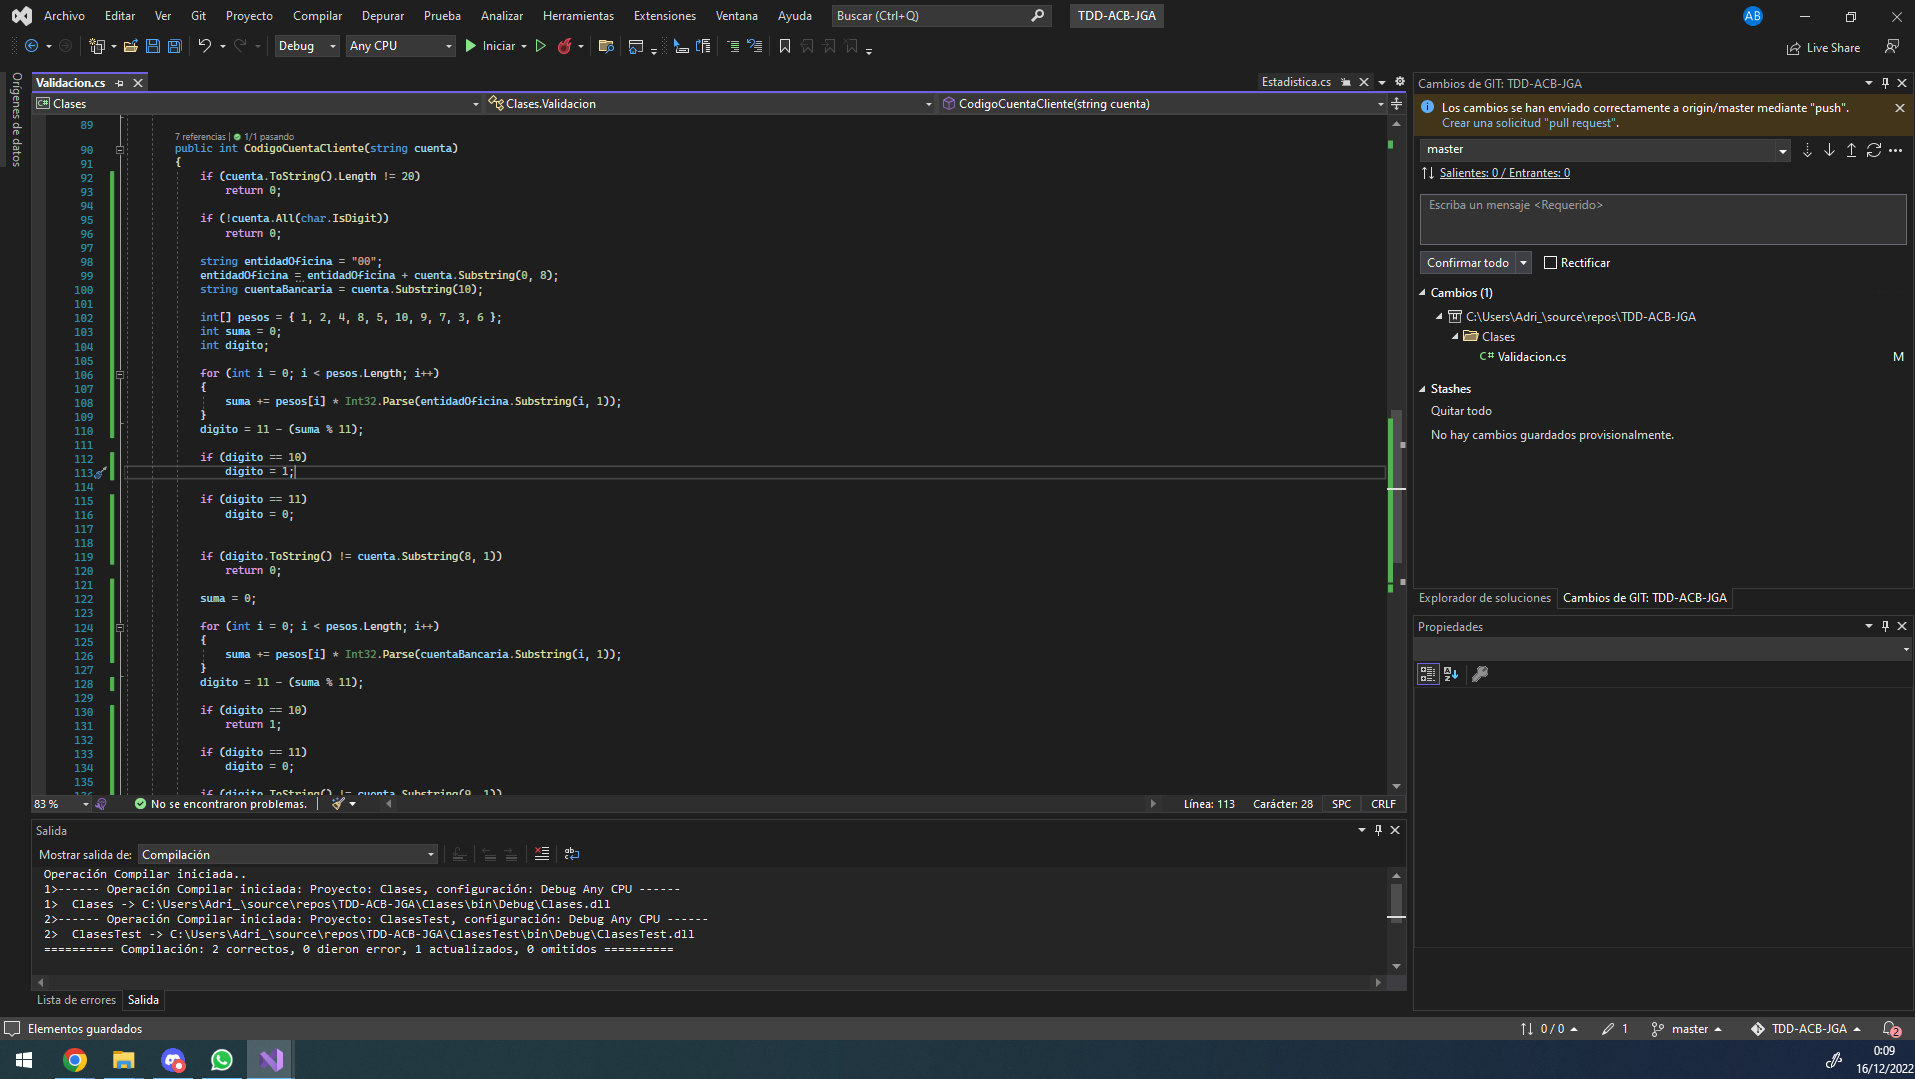 Archivo Editar Ver Git Proyecto Compilar Depurar Prueba Analizar Herramientas Extensiones Ventana Ayuda Buscar (Ctrl+Q) TDD-ACB-JGA AB
Debug Any CPU Iniciar Live Share
Orígenes de datos
Validacion.cs Estadistica.cs
C# Clases Clases.Validacion CodigoCuentaCliente(string cuenta)
89
7 referencias | 1/1 pasando
90 public int CodigoCuentaCliente(string cuenta)
91 {
92 if (cuenta.ToString().Length != 20)
93 return 0;
94
95 if (!cuenta.All(char.IsDigit))
96 return 0;
97
98 string entidadOficina = "00";
99 entidadOficina = entidadOficina + cuenta.Substring(0, 8);
100 string cuentaBancaria = cuenta.Substring(10);
101
102 int[] pesos = { 1, 2, 4, 8, 5, 10, 9, 7, 3, 6 };
103 int suma = 0;
104 int digito;
105
106 for (int i = 0; i < pesos.Length; i++)
107 {
108 suma += pesos[i] * Int32.Parse(entidadOficina.Substring(i, 1));
109 }
110 digito = 11 - (suma % 11);
111
112 if (digito == 10)
113 digito = 1;
114
115 if (digito == 11)
116 digito = 0;
117
118
119 if (digito.ToString() != cuenta.Substring(8, 1))
120 return 0;
121
122 suma = 0;
123
124 for (int i = 0; i < pesos.Length; i++)
125 {
126 suma += pesos[i] * Int32.Parse(cuentaBancaria.Substring(i, 1));
127 }
128 digito = 11 - (suma % 11);
129
130 if (digito == 10)
131 return 1;
132
133 if (digito == 11)
134 digito = 0;
135
136 if (digito.ToString() != cuenta.Substring(9, 1))
83 % No se encontraron problemas. Línea: 113 Carácter: 28 SPC CRLF
Salida
Mostrar salida de: Compilación
Operación Compilar iniciada..
1>------ Operación Compilar iniciada: Proyecto: Clases, configuración: Debug Any CPU ------
1> Clases -> C:\Users\Adri_\source\repos\TDD-ACB-JGA\Clases\bin\Debug\Clases.dll
2>------ Operación Compilar iniciada: Proyecto: ClasesTest, configuración: Debug Any CPU ------
2> ClasesTest -> C:\Users\Adri_\source\repos\TDD-ACB-JGA\ClasesTest\bin\Debug\ClasesTest.dll
========== Compilación: 2 correctos, 0 dieron error, 1 actualizados, 0 omitidos ==========
Lista de errores Salida
Cambios de GIT: TDD-ACB-JGA
Los cambios se han enviado correctamente a origin/master mediante "push".
Crear una solicitud "pull request".
master
Salientes: 0 / Entrantes: 0
Escriba un mensaje <Requerido>
Confirmar todo Rectificar
Cambios (1)
C:\Users\Adri_\source\repos\TDD-ACB-JGA
Clases
C# Validacion.cs M
Stashes
Quitar todo
No hay cambios guardados provisionalmente.
Explorador de soluciones Cambios de GIT: TDD-ACB-JGA
Propiedades
Elementos guardados 0 / 0 1 master TDD-ACB-JGA 2
0:09
16/12/2022